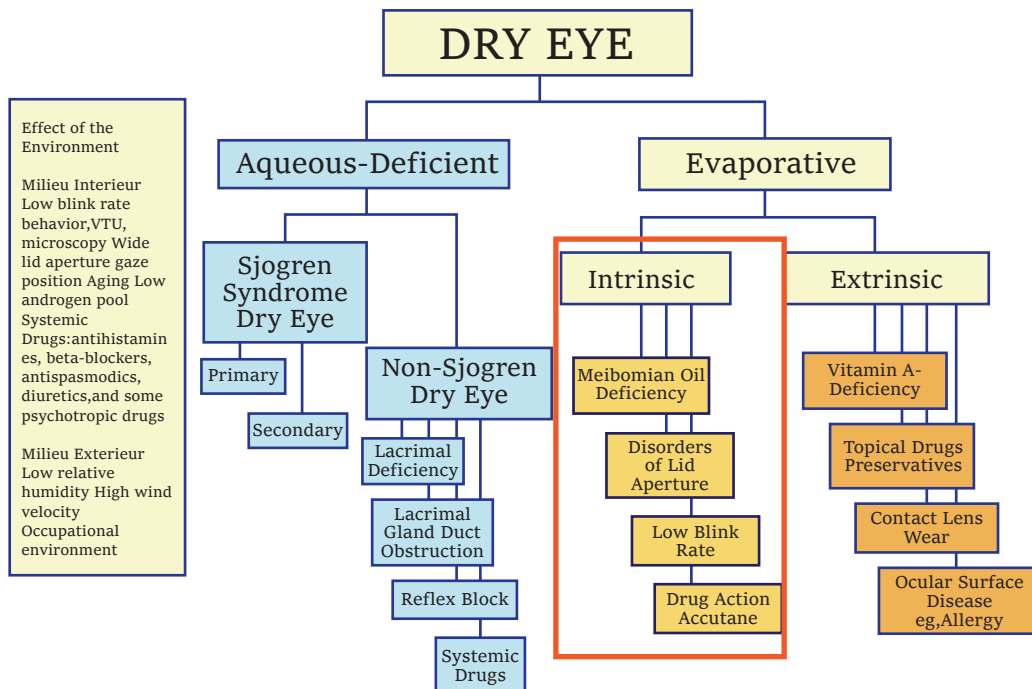 DRY EYE
Effect of the
Environment
Milieu Interieur
Low blink rate
behavior,VTU,
microscopy Wide
lid aperture gaze
position Aging Low
androgen pool
Systemic
Drugs:antihistamin
es, beta-blockers,
antispasmodics,
diuretics,and some
psychotropic drugs
Milieu Exterieur
Low relative
humidity High wind
velocity
Occupational
environment
Aqueous-Deficient
Sjogren
Syndrome
Dry Eye
Primary
Secondary
Non-Sjogren
Dry Eye
Lacrimal
Deficiency
Lacrimal
Gland Duct
Obstruction
Reflex Block
Systemic
Drugs
Evaporative
Intrinsic
Meibomian Oil
Deficiency
Disorders
of Lid
Aperture
Low Blink
Rate
Drug Action
Accutane
Extrinsic
Vitamin A-
Deficiency
Topical Drugs
Preservatives
Contact Lens
Wear
Ocular Surface
Disease
eg,Allergy